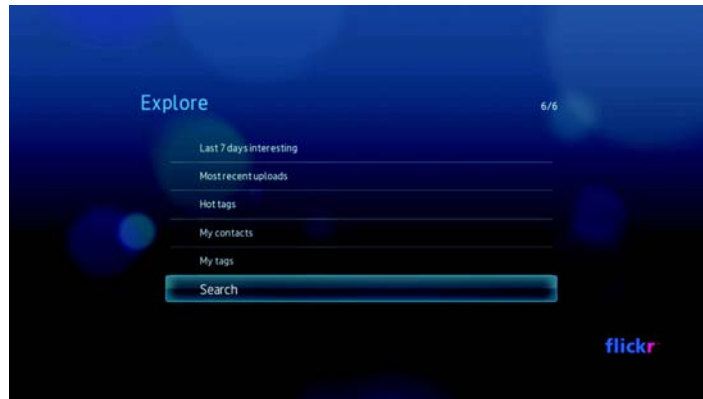 Explore
6/6
Last 7 days interesting
Most recent uploads
Hot tags
My contacts
My tags
Search
flickr